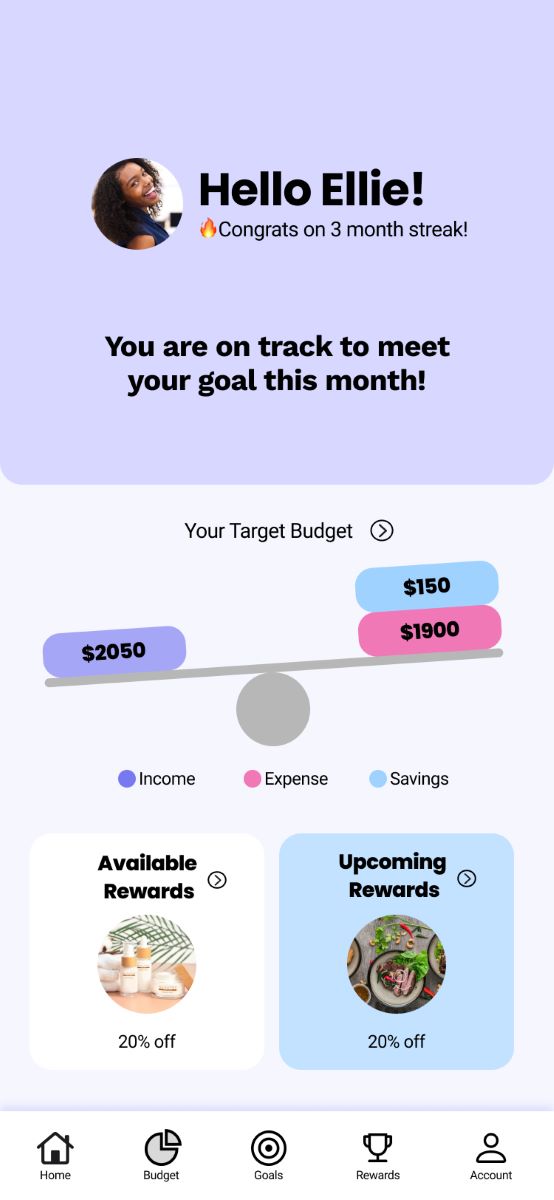 Hello Ellie!
🔥Congrats on 3 month streak!
You are on track to meet
your goal this month!
Your Target Budget
$150
$1900
$2050
Income
Expense
Savings
Available
Rewards
20% off
Upcoming
Rewards
20% off
Home
Budget
Goals
Rewards
Account